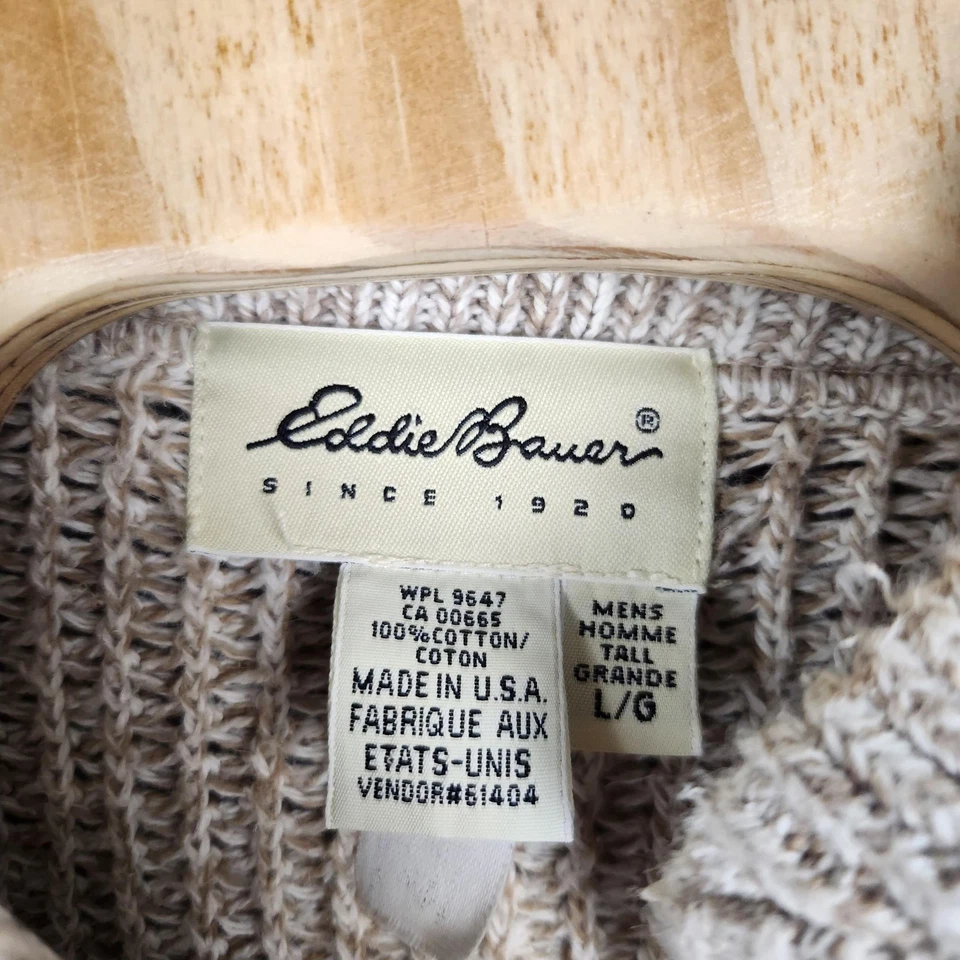 Eddie Bauer ®
SINCE 1920
WPL 9647
CA 00665
100% COTTON/
COTON
MADE IN U.S.A.
FABRIQUE AUX
ETATS-UNIS
VENDOR#61404
MENS
HOMME
TALL
GRANDE
L/G